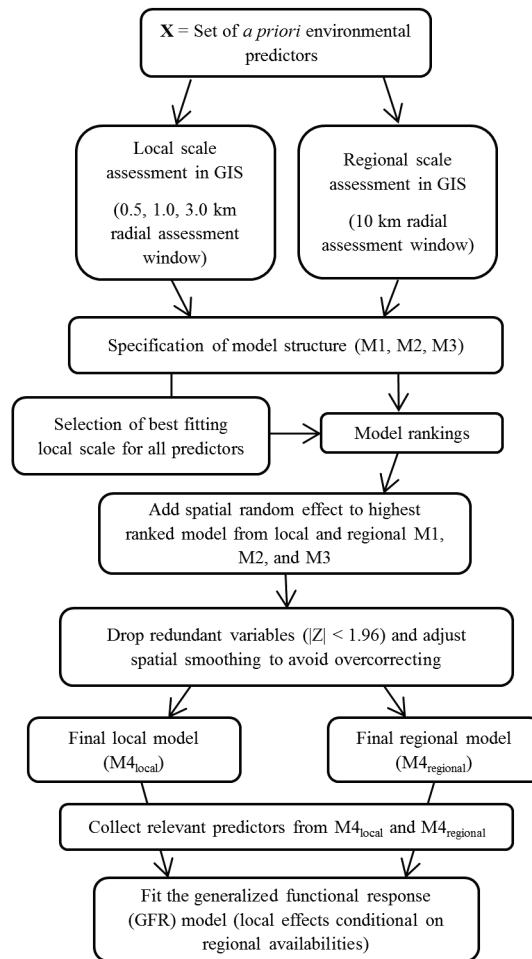 X = Set of a priori environmental
predictors
Local scale
assessment in GIS
(0.5, 1.0, 3.0 km
radial assessment
window)
Regional scale
assessment in GIS
(10 km radial
assessment window)
Specification of model structure (M1, M2, M3)
Selection of best fitting
local scale for all predictors
Model rankings
Add spatial random effect to highest
ranked model from local and regional M1,
M2, and M3
Drop redundant variables (|Z| < 1.96) and adjust
spatial smoothing to avoid overcorrecting
Final local model
(M4local)
Final regional model
(M4regional)
Collect relevant predictors from M4local and M4regional
Fit the generalized functional response
(GFR) model (local effects conditional on
regional availabilities)